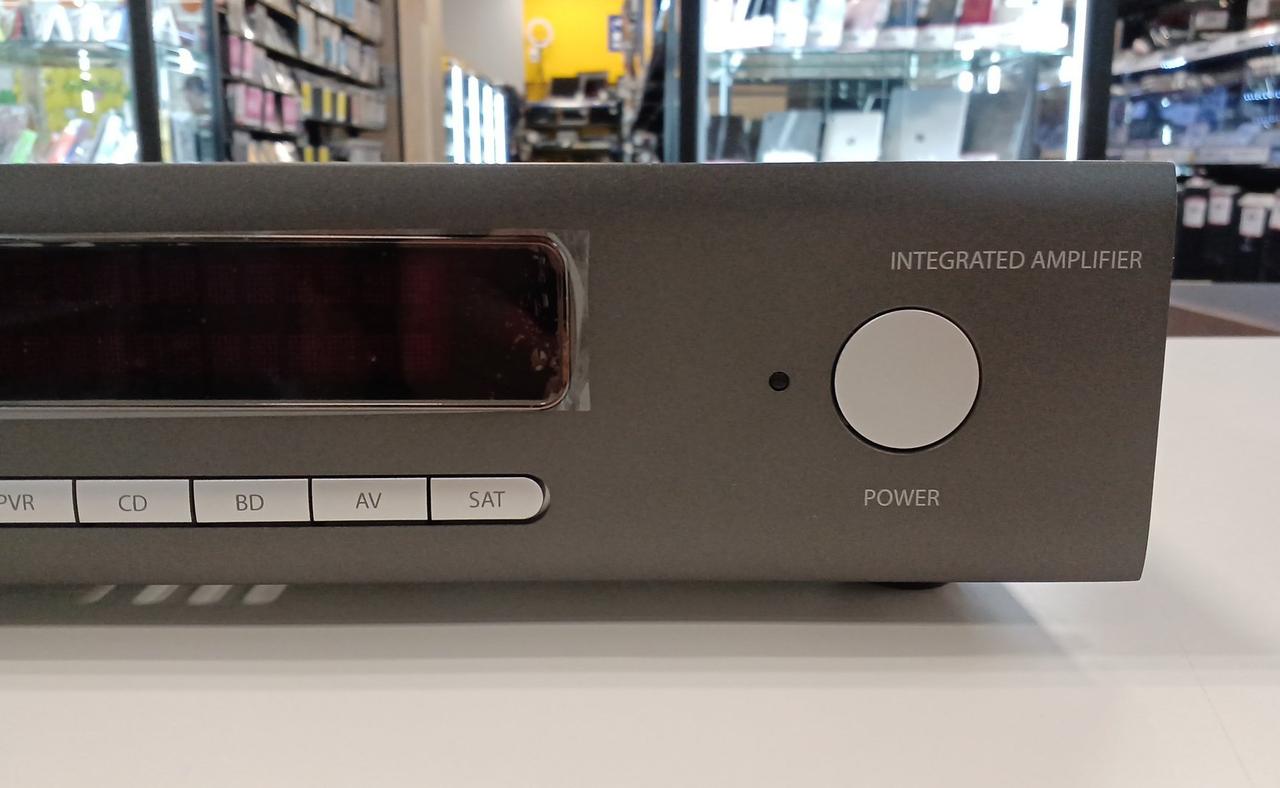 INTEGRATED AMPLIFIER
PVR CD BD AV SAT
POWER